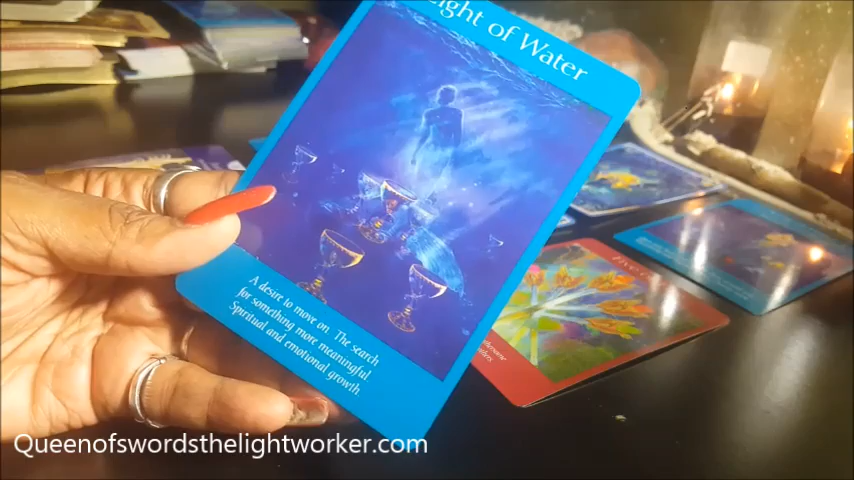 ight of Water
A desire to move on. The search
for something more meaningful.
Spiritual and emotional growth.
Queenofswordsthelightworker.com